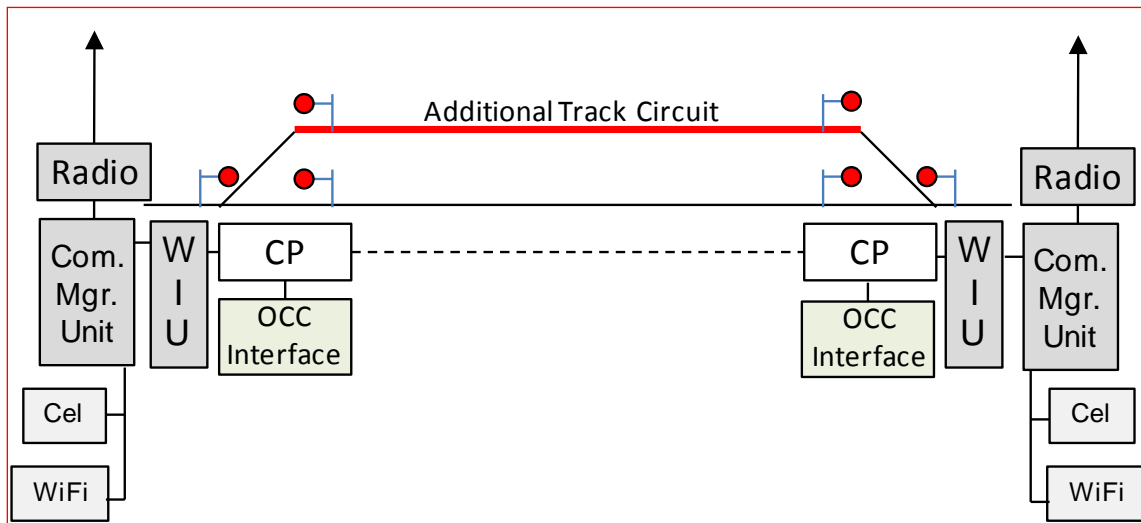 Additional Track Circuit
Radio
Radio
Com.
Mgr.
Unit
W
I
U
CP
CP
W
I
U
Com.
Mgr.
Unit
OCC
Interface
OCC
Interface
Cel
Cel
WiFi
WiFi